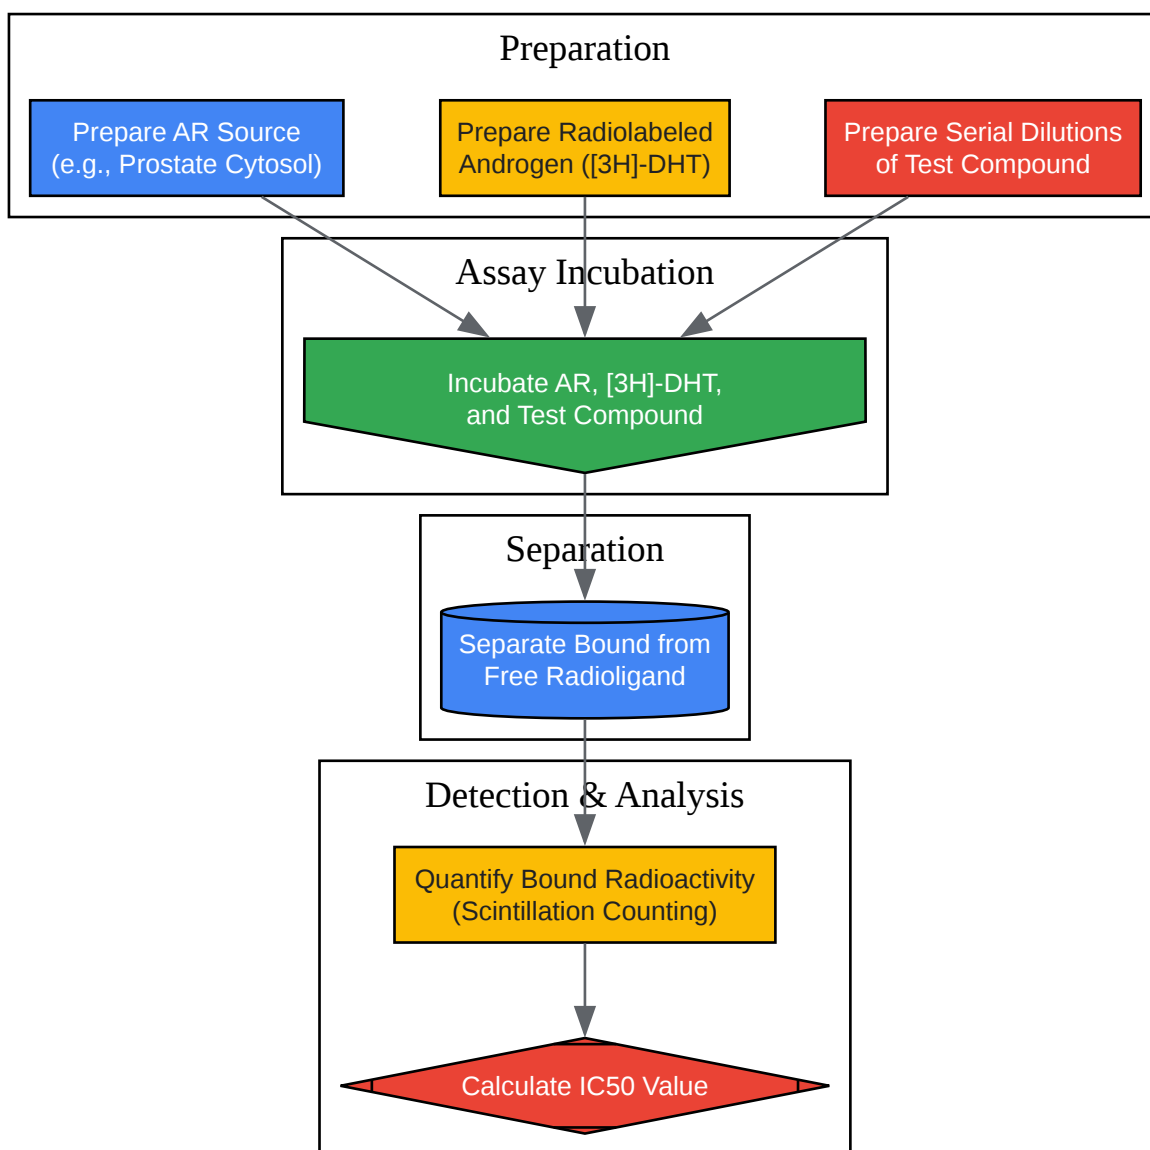 Preparation
Prepare AR Source
(e.g., Prostate Cytosol)
Prepare Radiolabeled
Androgen ([3H]-DHT)
Prepare Serial Dilutions
of Test Compound
Assay Incubation
Incubate AR, [3H]-DHT,
and Test Compound
Separation
Separate Bound from
Free Radioligand
Detection & Analysis
Quantify Bound Radioactivity
(Scintillation Counting)
Calculate IC50 Value